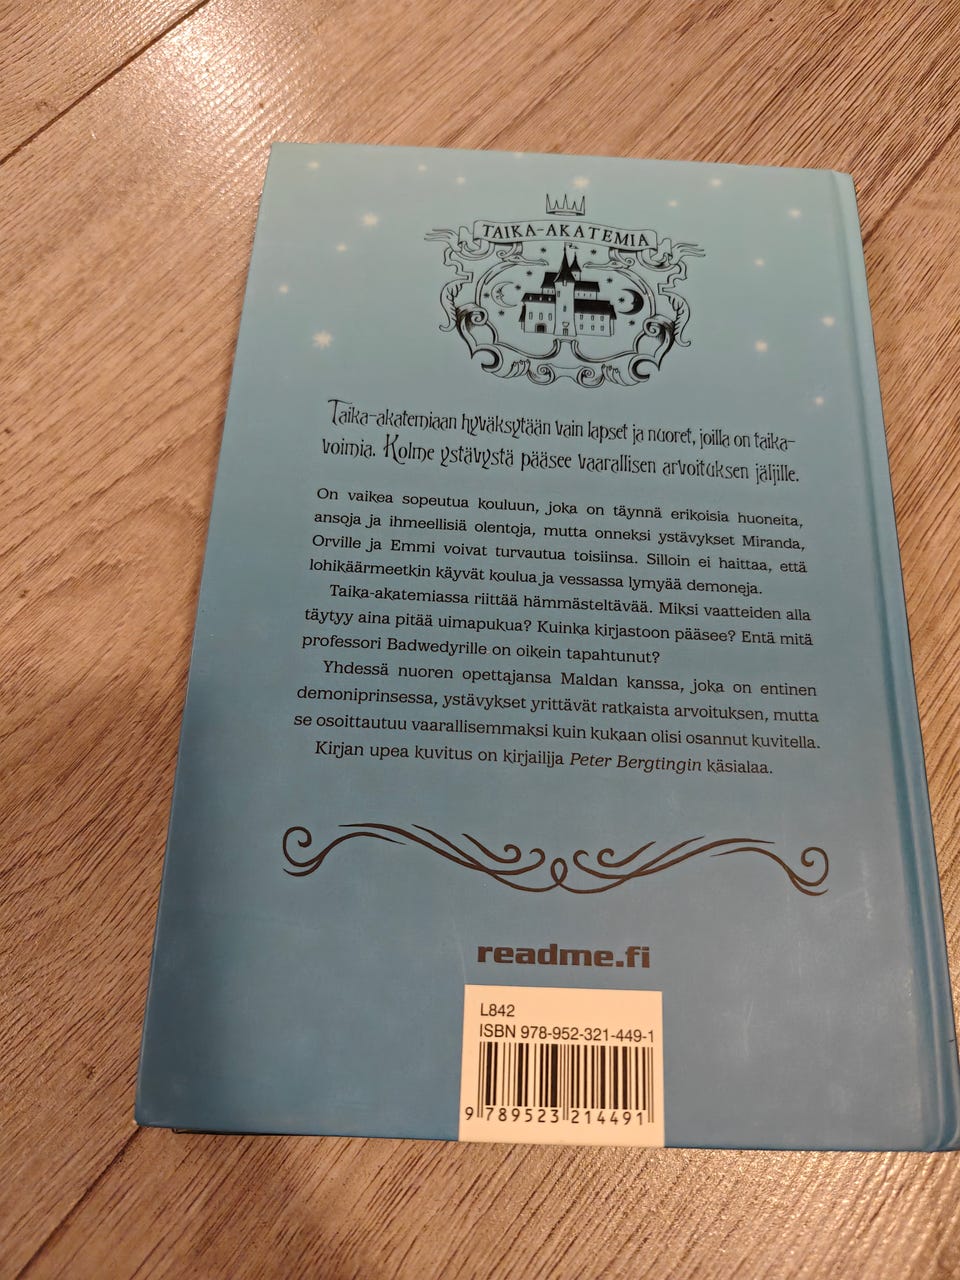 TAIKA-AKATEMIA
Taika-akatemiaan hyväksytään vain lapset ja nuoret, joilla on taika-
voimia. Kolme ystävystä pääsee vaarallisen arvoituksen jäljille.
On vaikea sopeutua kouluun, joka on täynnä erikoisia huoneita,
ansoja ja ihmeellisiä olentoja, mutta onneksi ystävykset Miranda,
Orville ja Emmi voivat turvautua toisiinsa. Silloin ei haittaa, että
lohikäärmeetkin käyvät koulua ja vessassa lymyää demoneja.
Taika-akatemiassa riittää hämmästeltävää. Miksi vaatteiden alla
täytyy aina pitää uimapukua? Kuinka kirjastoon pääsee? Entä mitä
professori Badwedyrille on oikein tapahtunut?
Yhdessä nuoren opettajansa Maldan kanssa, joka on entinen
demoniprinsessa, ystävykset yrittävät ratkaista arvoituksen, mutta
se osoittautuu vaarallisemmaksi kuin kukaan olisi osannut kuvitella.
Kirjan upea kuvitus on kirjailija Peter Bergtingin käsialaa.
readme.fi
L842
ISBN 978-952-321-449-1
9 789523 214491